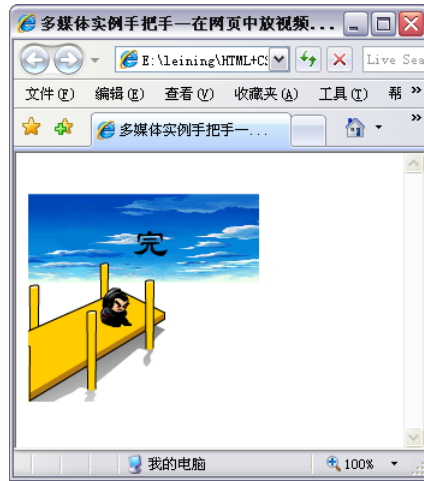 多媒体实例手把手—在网页中放视频...
E:\leining\HTML+CS
Live Sea
文件(F) 编辑(E) 查看(V) 收藏夹(A) 工具(T) 帮 »
多媒体实例手把手一... »
完
我的电脑 100%